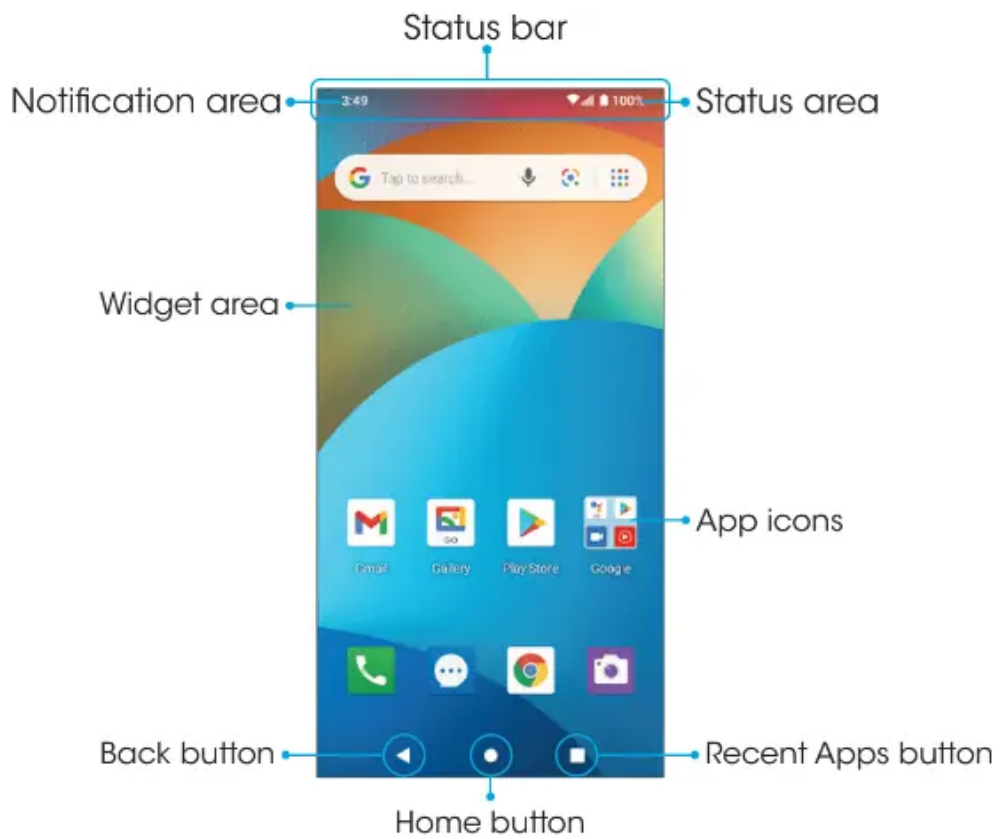 Status bar
Notification area
3:49
100%
Status area
Tap to search...
Widget area
GO
Gmail
Gallery
Play Store
Google
App icons
Back button
Recent Apps button
Home button